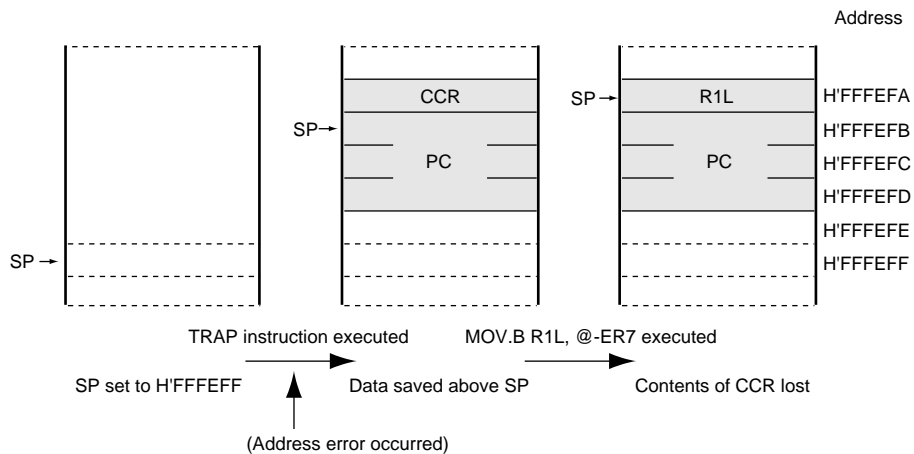 Address
CCR
SP
R1L
H'FFFEFA
SP
H'FFFEFB
PC
PC
H'FFFEFC
H'FFFEFD
H'FFFEFE
SP
H'FFFEFF
TRAP instruction executed
MOV.B R1L, @-ER7 executed
SP set to H'FFFEFF
Data saved above SP
Contents of CCR lost
(Address error occurred)